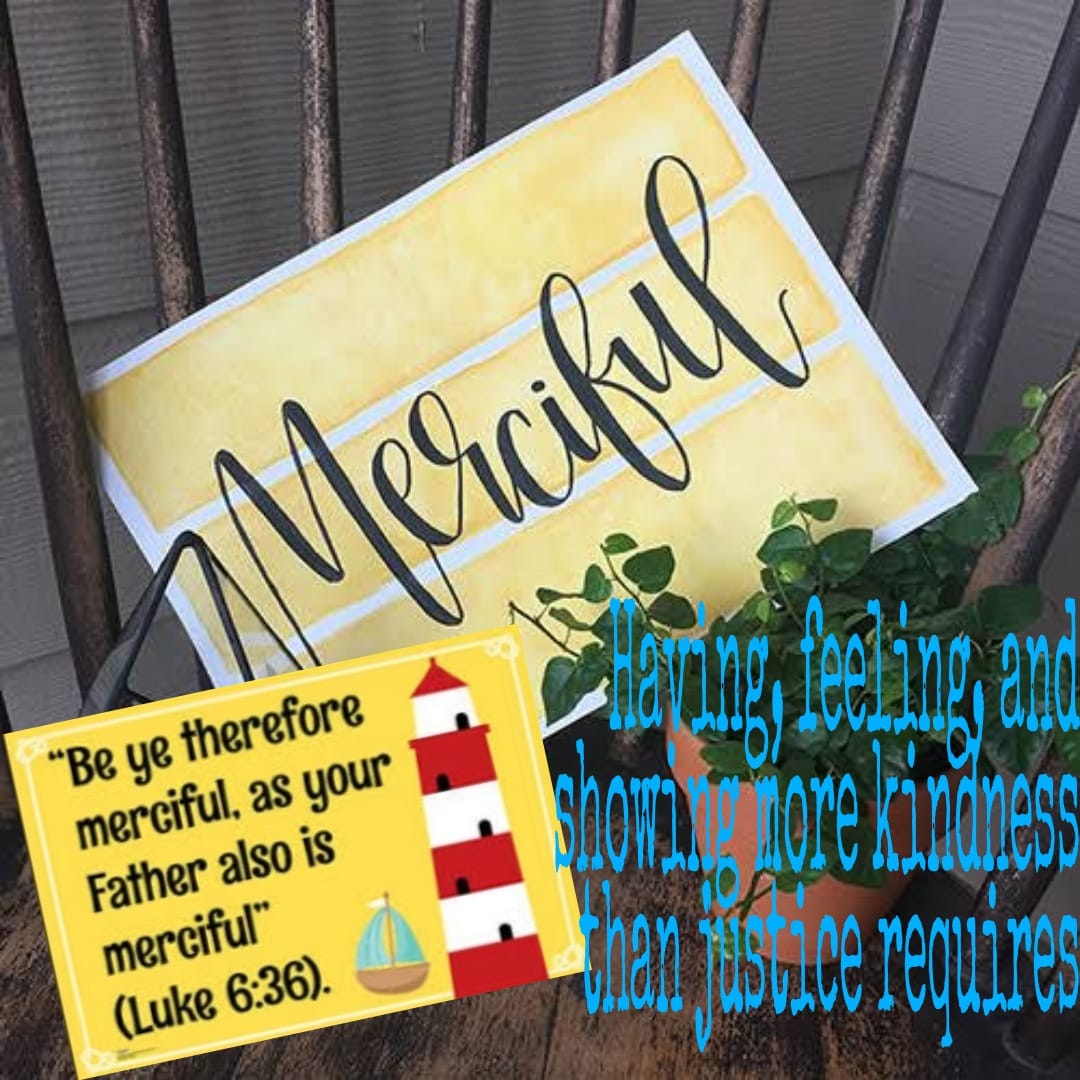 Merciful
“Be ye therefore
merciful, as your
Father also is
merciful”
(Luke 6:36).
Having, feeling, and
showing more kindness
than justice requires